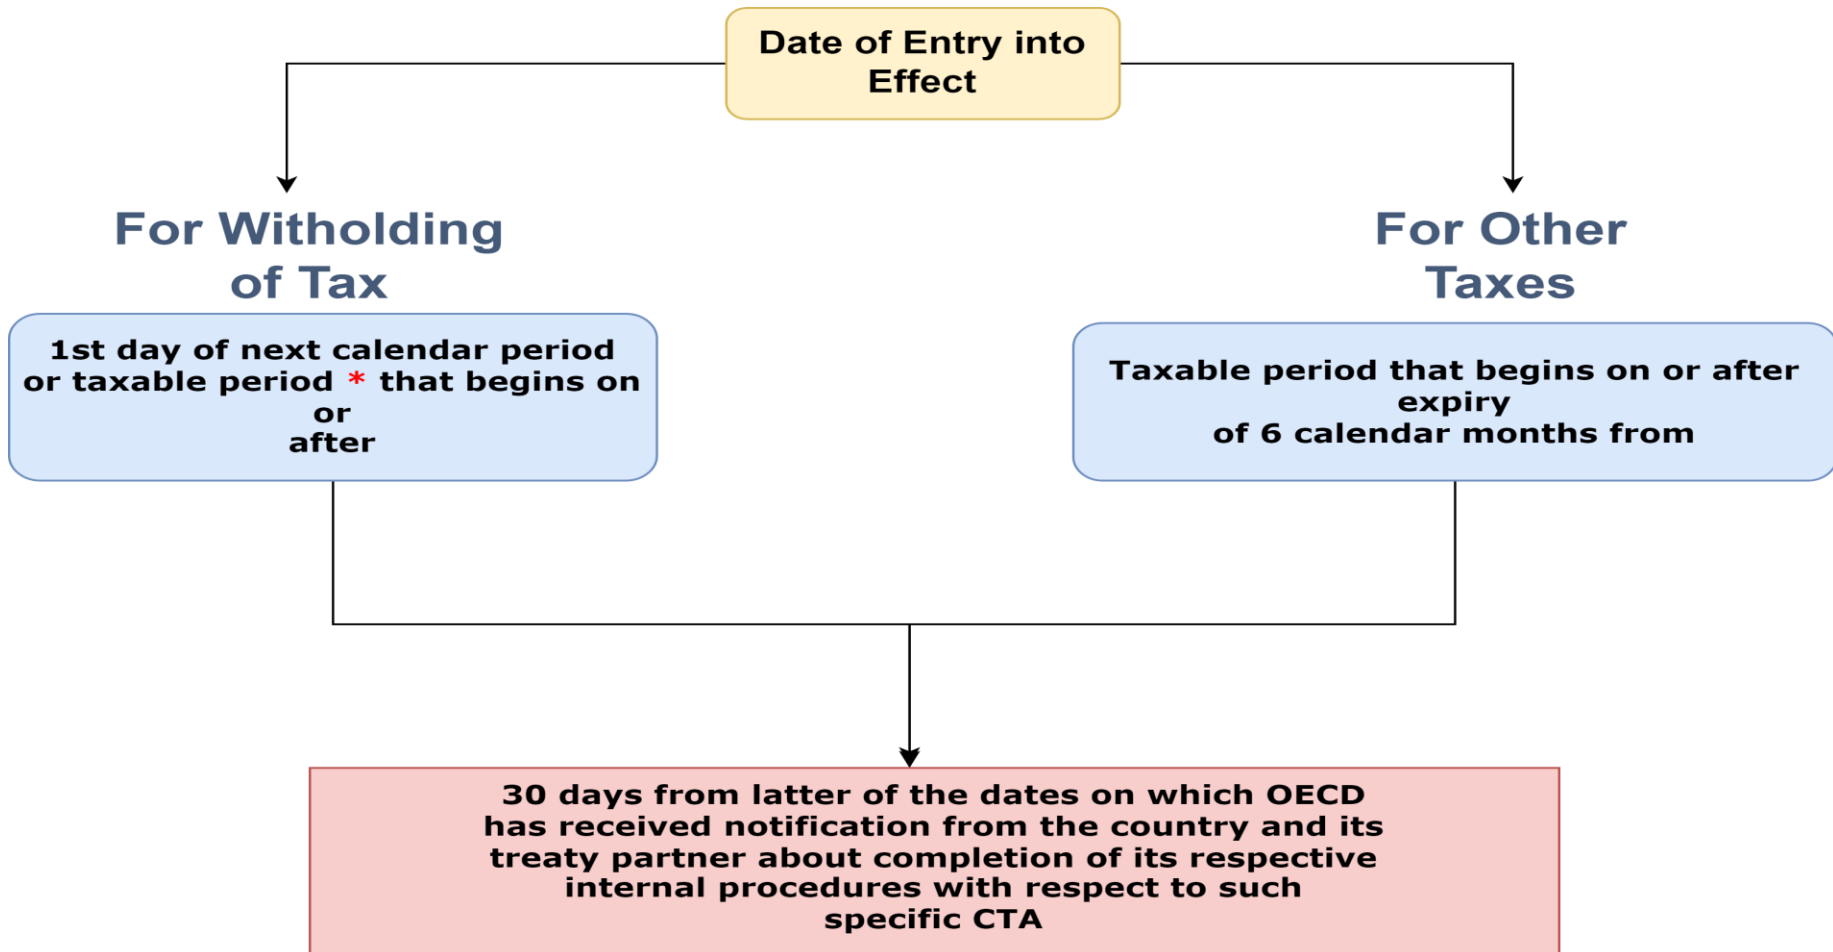 Date of Entry into
Effect
For Witholding
of Tax
For Other
Taxes
1st day of next calendar period
or taxable period * that begins on
or
after
Taxable period that begins on or after
expiry
of 6 calendar months from
30 days from latter of the dates on which OECD
has received notification from the country and its
treaty partner about completion of its respective
internal procedures with respect to such
specific CTA